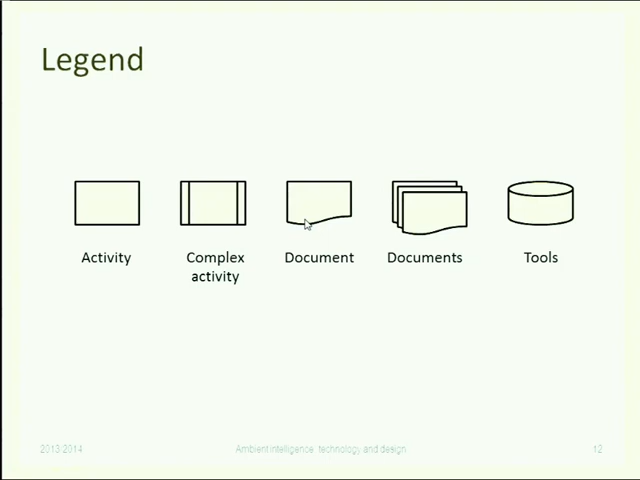 Legend
Activity
Complex
activity
Document
Documents
Tools
2013/2014
Ambient intelligence: technology and design
12